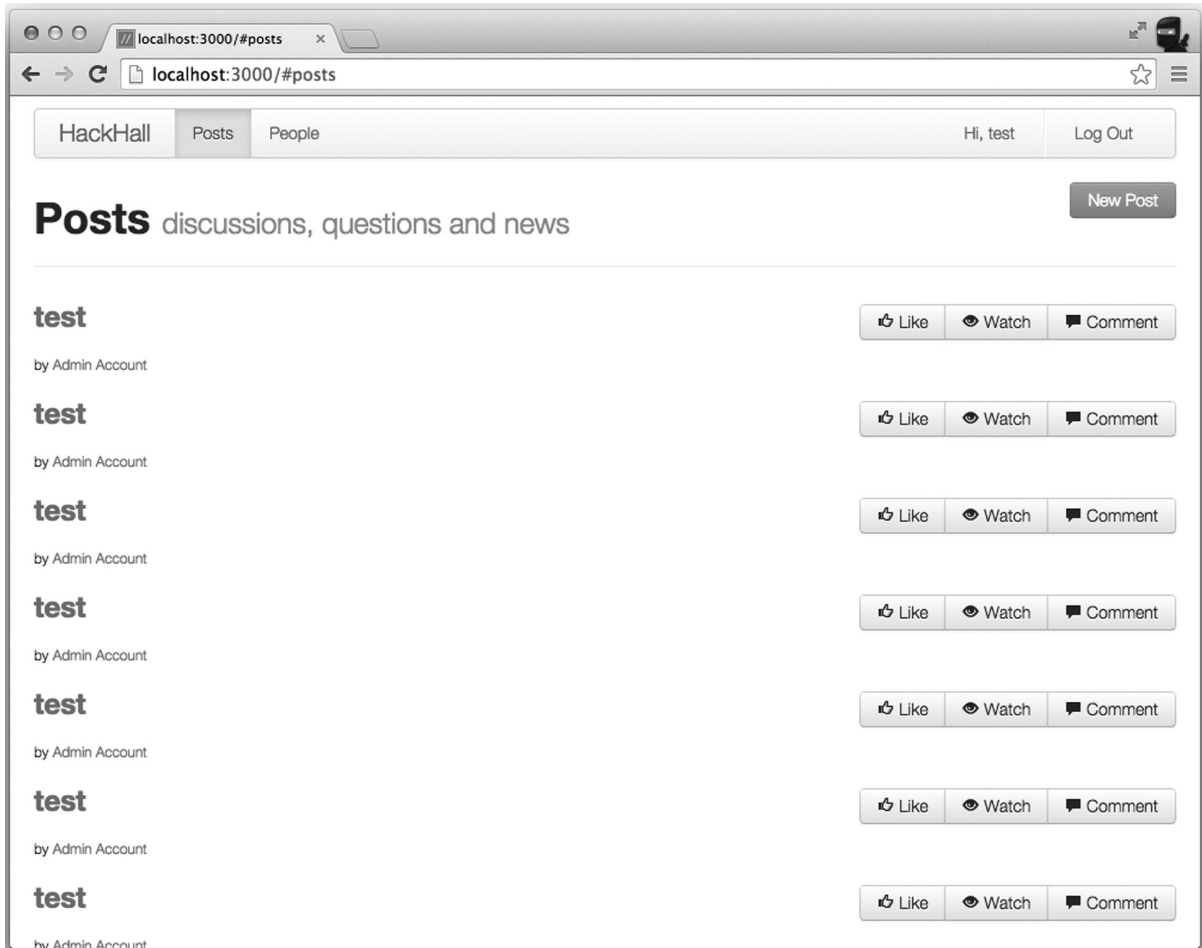 localhost:3000/#posts
localhost:3000/#posts
HackHall Posts People Hi, test Log Out
New Post
Posts discussions, questions and news
test Like Watch Comment
by Admin Account
test Like Watch Comment
by Admin Account
test Like Watch Comment
by Admin Account
test Like Watch Comment
by Admin Account
test Like Watch Comment
by Admin Account
test Like Watch Comment
by Admin Account
test Like Watch Comment
by Admin Account